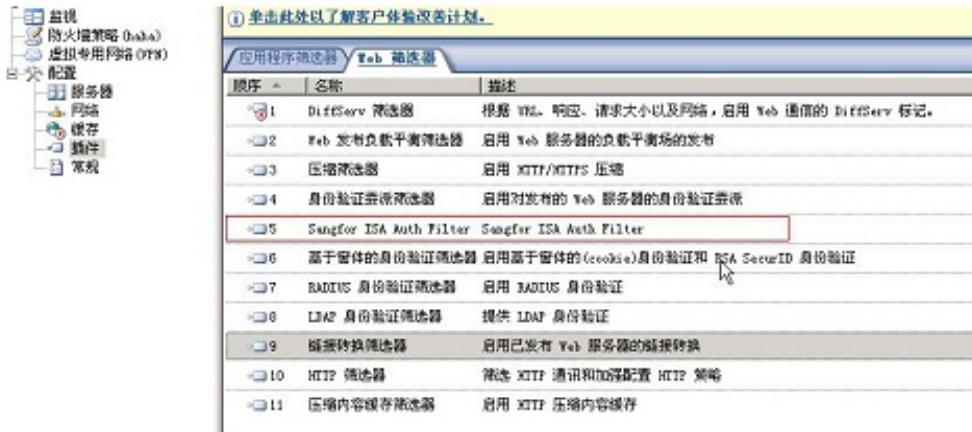 监视
防火墙策略 (haha)
虚拟专用网络 (VPN)
配置
服务器
网络
缓存
插件
常规
单击此处以了解客户体验改善计划。
应用程序筛选器 Web 筛选器
顺序 名称 描述
1 DiffServ 筛选器 根据 URL、响应、请求大小以及网络，启用 Web 通信的 DiffServ 标记。
2 Web 发布负载平衡筛选器 启用 Web 服务器的负载平衡场的发布
3 压缩筛选器 启用 HTTP/HTTPS 压缩
4 身份验证委派筛选器 启用对发布的 Web 服务器的身份验证委派
5 Sangfor ISA Auth Filter Sangfor ISA Auth Filter
6 基于窗体的身份验证筛选器 启用基于窗体的(cookie)身份验证和 RSA SecurID 身份验证
7 RADIUS 身份验证筛选器 启用 RADIUS 身份验证
8 LDAP 身份验证筛选器 提供 LDAP 身份验证
9 链接转换筛选器 启用已发布 Web 服务器的链接转换
10 HTTP 筛选器 筛选 HTTP 通讯和加强配置 HTTP 策略
11 压缩内容缓存筛选器 启用 HTTP 压缩内容缓存